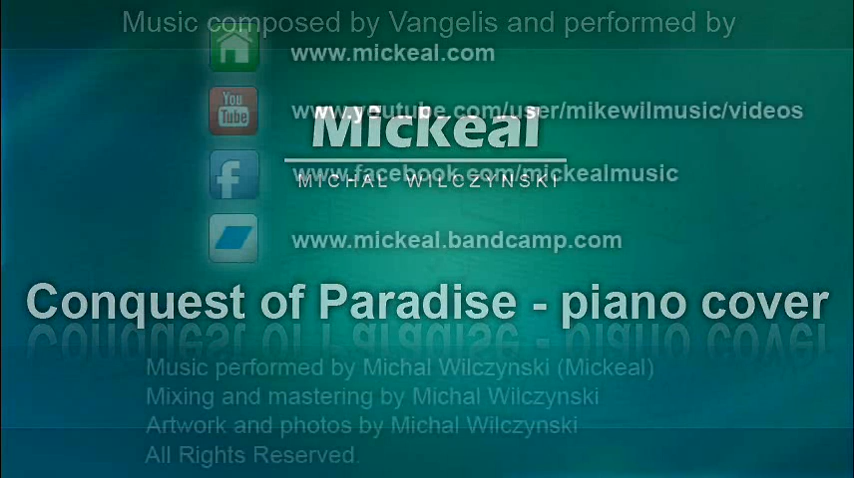 Music composed by Vangelis and performed by
www.mickeal.com
You Tube
www.youtube.com/user/mikewilmusic/videos
Mickeal
www.facebook.com/mickealmusic
MICHAL WILCZYNSKI
www.mickeal.bandcamp.com
Conquest of Paradise - piano cover
Music performed by Michal Wilczynski (Mickeal)
Mixing and mastering by Michal Wilczynski
Artwork and photos by Michal Wilczynski
All Rights Reserved.